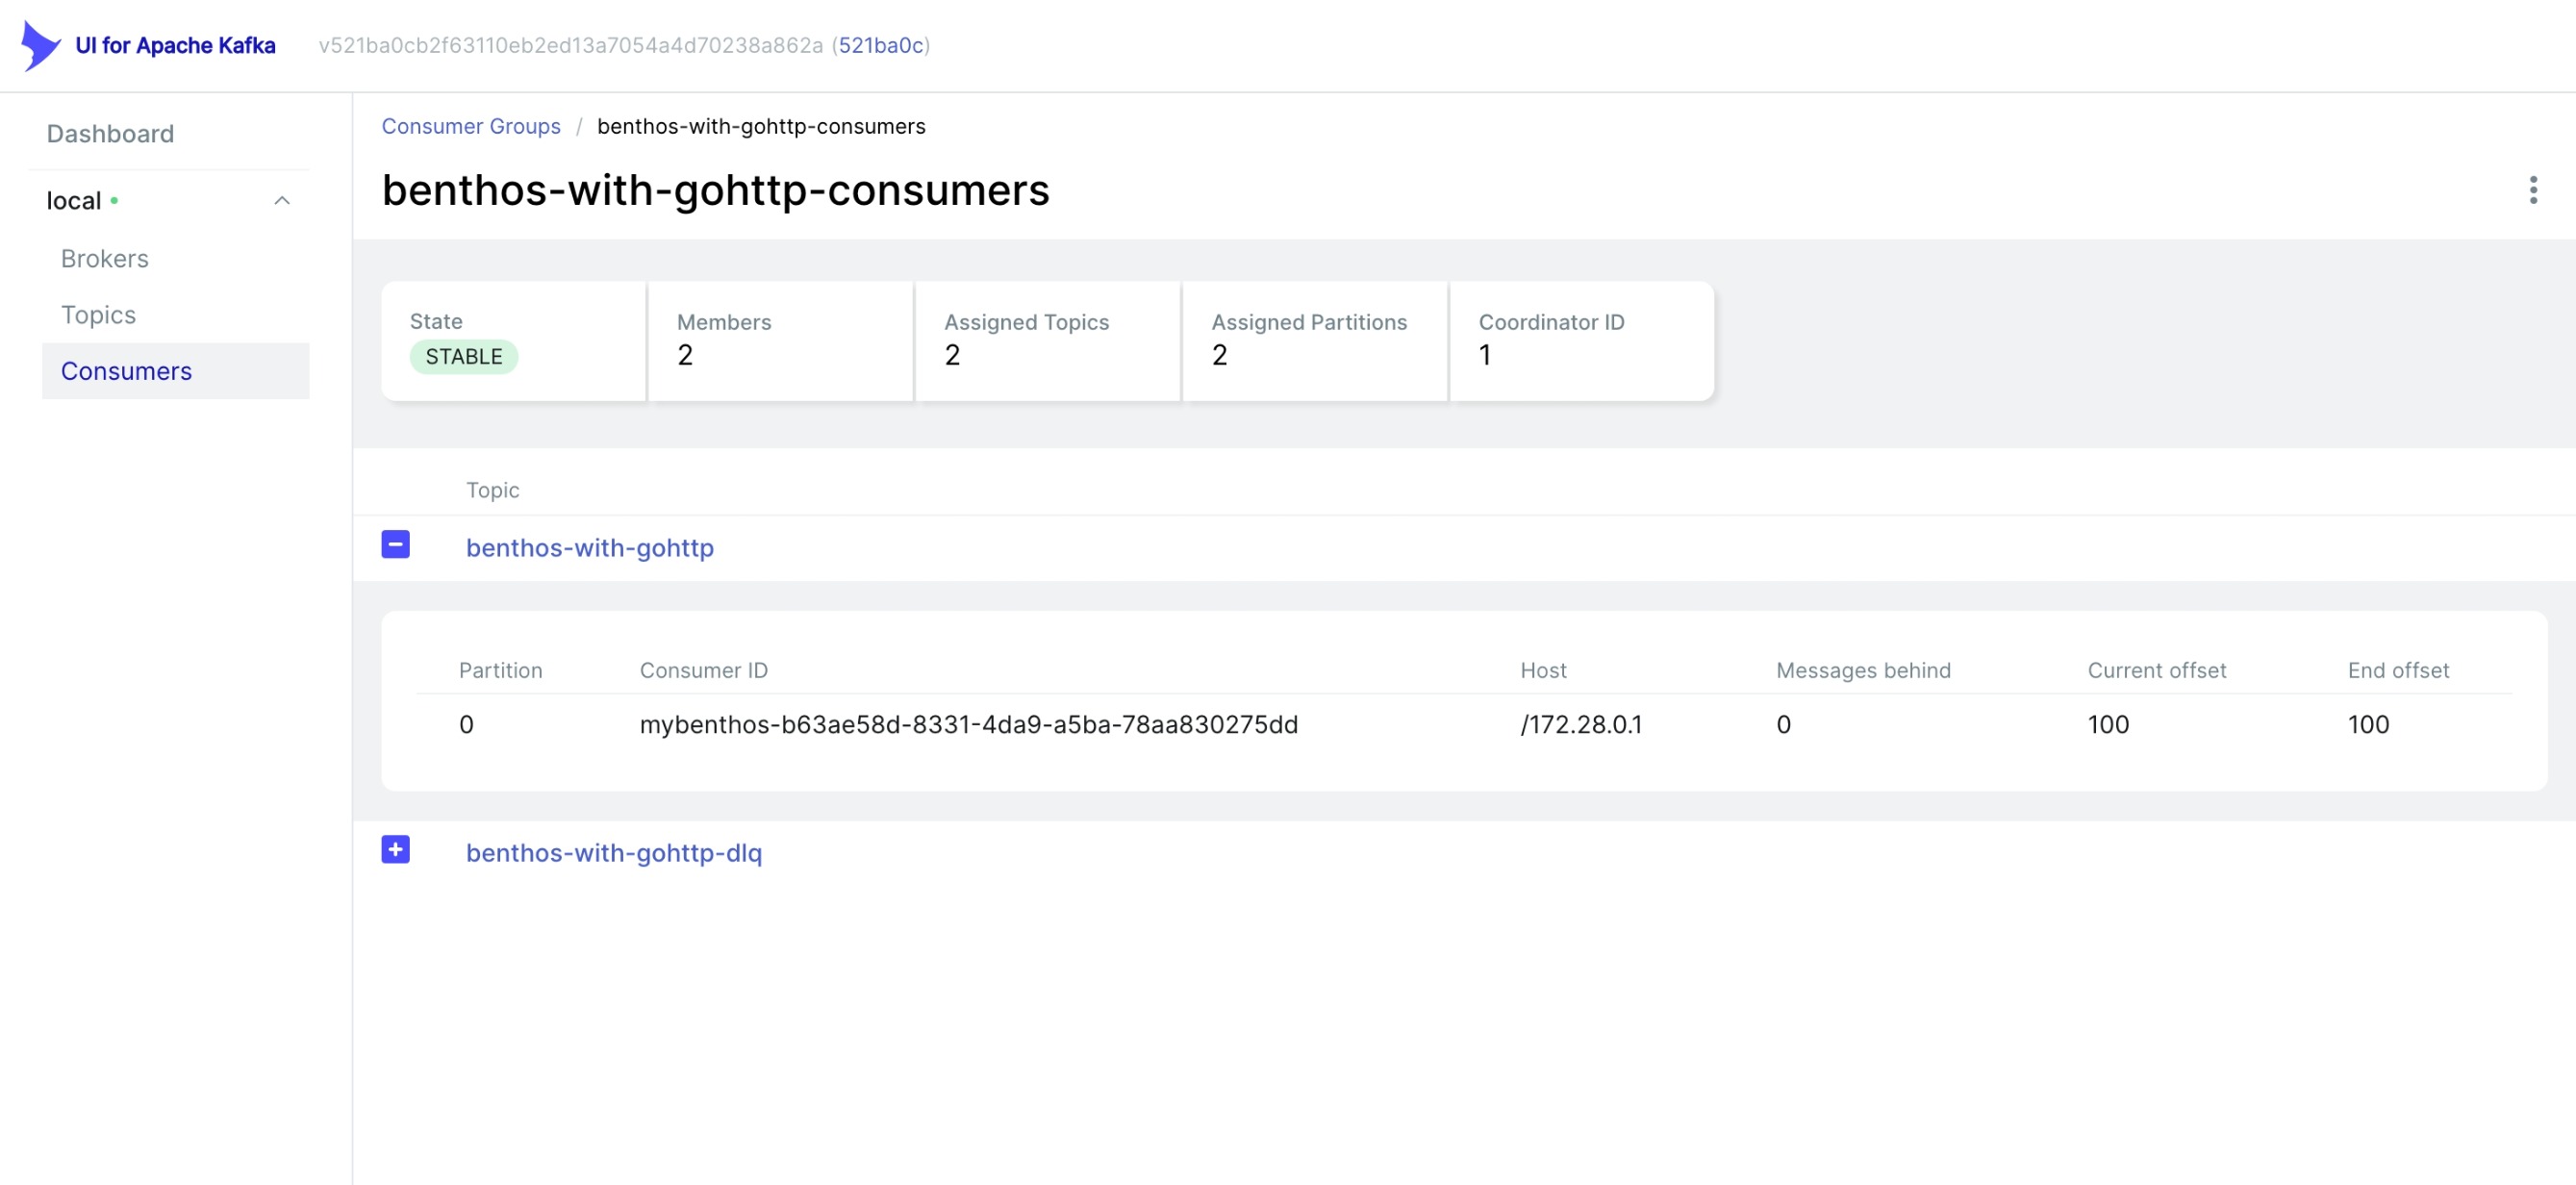 UI for Apache Kafka v521ba0cb2f63110eb2ed13a7054a4d70238a862a (521ba0c)
Dashboard
local
Brokers
Topics
Consumers
Consumer Groups / benthos-with-gohttp-consumers
benthos-with-gohttp-consumers
State Members Assigned Topics Assigned Partitions Coordinator ID
STABLE 2 2 2 1
Topic
benthos-with-gohttp
Partition Consumer ID Host Messages behind Current offset End offset
0 mybenthos-b63ae58d-8331-4da9-a5ba-78aa830275dd /172.28.0.1 0 100 100
benthos-with-gohttp-dlq